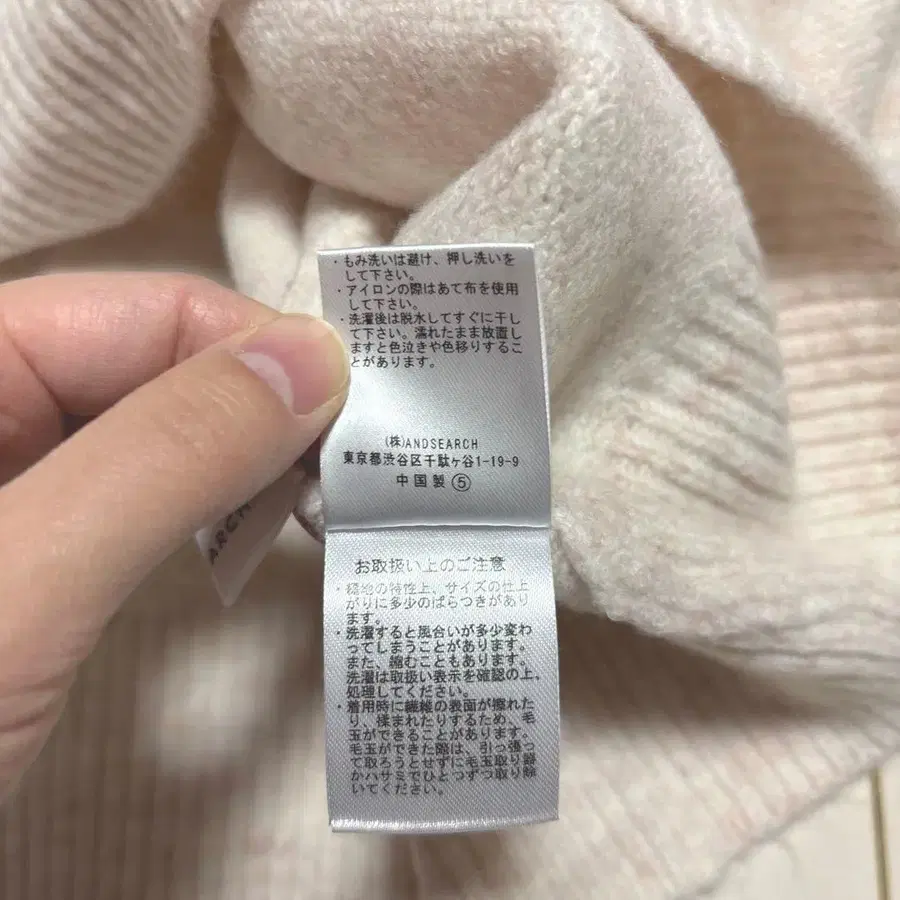 ・もみ洗いは避け、押し洗いを
して下さい。
・アイロンの際はあて布を使用
して下さい。
・洗濯後は脱水してすぐに干し
て下さい。濡れたまま放置し
ますと色泣きや色移りするこ
とがあります。
(株)ANDSEARCH
東京都渋谷区千駄ヶ谷1-19-9
中国製⑤
ARCH
お取扱い上のご注意
・編地の特性上、サイズの仕上
がりに多少のばらつきがあり
ます。
・洗濯すると風合いが多少変わ
ってしまうことがあります。
また、縮むこともあります。
洗濯は取扱い表示を確認の上、
処理してください。
・着用時に繊維の表面が擦れた
り、揉まれたりするため、毛
玉ができることがあります。
毛玉ができた際は、引っ張っ
て取ろうとせずに毛玉取り器
かハサミでひとつずつ取り除
いてください。